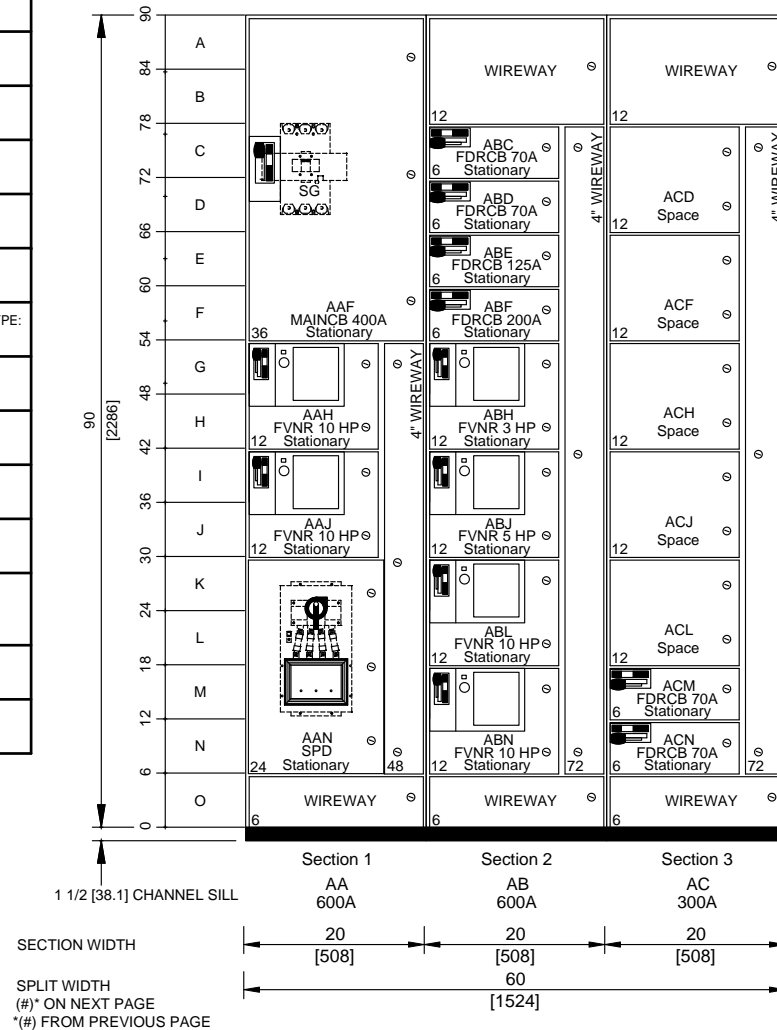 90
84
78
72
66
60
54
48
42
36
30
24
18
12
6
0
90
[2286]
A
B
C
D
E
F
G
H
I
J
K
L
M
N
O
PE:
SG
AAF
MAINCB 400A
Stationary
36
AAH
FVNR 10 HP
Stationary
12
AAJ
FVNR 10 HP
Stationary
12
AAN
SPD
Stationary
24
4" WIREWAY
48
WIREWAY
6
WIREWAY
12
ABC
FDRCB 70A
Stationary
6
ABD
FDRCB 70A
Stationary
6
ABE
FDRCB 125A
Stationary
6
ABF
FDRCB 200A
Stationary
6
ABH
FVNR 3 HP
Stationary
12
ABJ
FVNR 5 HP
Stationary
12
ABL
FVNR 10 HP
Stationary
12
ABN
FVNR 10 HP
Stationary
12
4" WIREWAY
72
WIREWAY
6
WIREWAY
12
ACD
Space
12
ACF
Space
12
ACH
Space
12
ACJ
Space
12
ACL
Space
12
ACM
FDRCB 70A
Stationary
6
ACN
FDRCB 70A
Stationary
6
4" WIREWAY
72
WIREWAY
6
1 1/2 [38.1] CHANNEL SILL
Section 1
AA
600A
Section 2
AB
600A
Section 3
AC
300A
SECTION WIDTH
20
[508]
20
[508]
20
[508]
SPLIT WIDTH
(#)* ON NEXT PAGE
*(#) FROM PREVIOUS PAGE
60
[1524]